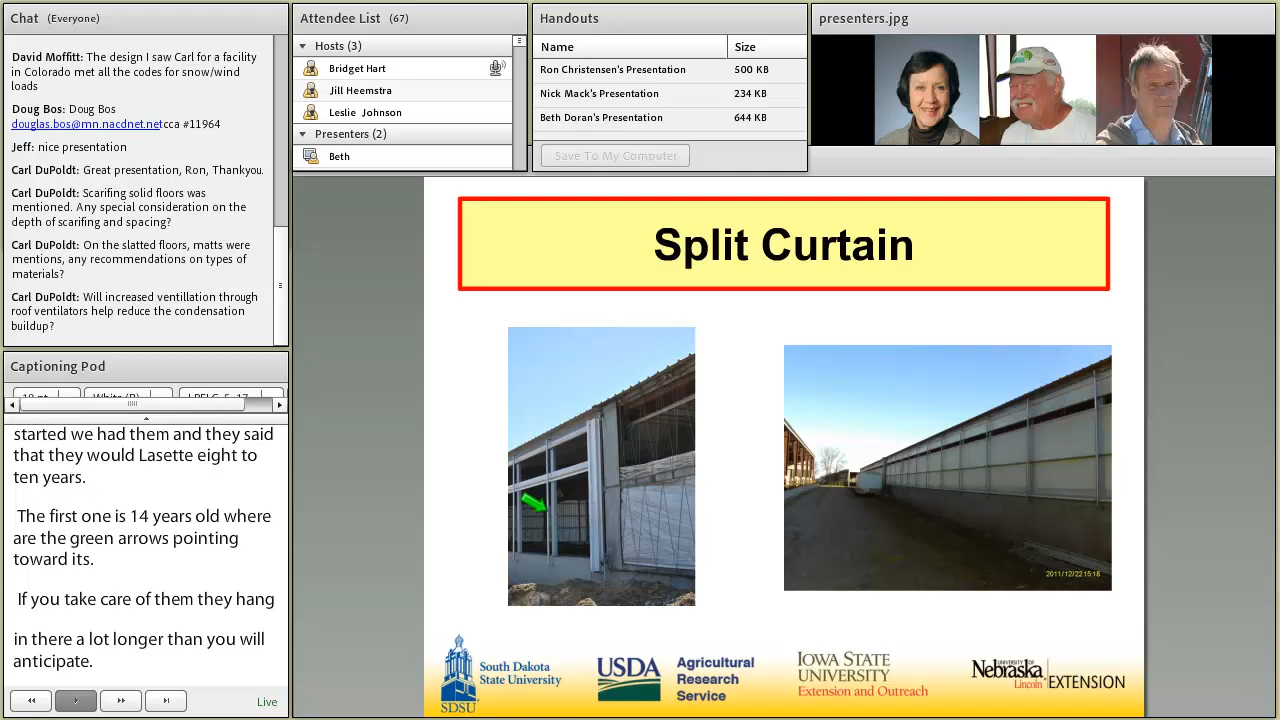 Chat (Everyone)
David Moffitt: The design I saw Carl for a facility
in Colorado met all the codes for snow/wind
loads
Doug Bos: Doug Bos
douglas.bos@mn.nacdnet.netcca #11964
Jeff: nice presentation
Carl DuPoldt: Great presentation, Ron, Thankyou.
Carl DuPoldt: Scarifing solid floors was
mentioned. Any special consideration on the
depth of scarifing and spacing?
Carl DuPoldt: On the slatted floors, matts were
mentions, any recommendations on types of
materials?
Carl DuPoldt: Will increased ventillation through
roof ventilators help reduce the condensation
buildup?
Captioning Pod
started we had them and they said
that they would Lasette eight to
ten years.
The first one is 14 years old where
are the green arrows pointing
toward its.
If you take care of them they hang
in there a lot longer than you will
anticipate.
Live
Attendee List (67)
Hosts (3)
Bridget Hart
Jill Heemstra
Leslie Johnson
Presenters (2)
Beth
Handouts
Name Size
Ron Christensen's Presentation 500 KB
Nick Mack's Presentation 234 KB
Beth Doran's Presentation 644 KB
Save To My Computer
presenters.jpg
Split Curtain
2011/12/22 15:18
SDSU
South Dakota
State University
USDA
Agricultural
Research
Service
IOWA STATE
UNIVERSITY
Extension and Outreach
UNIVERSITY OF
Nebraska
Lincoln
EXTENSION